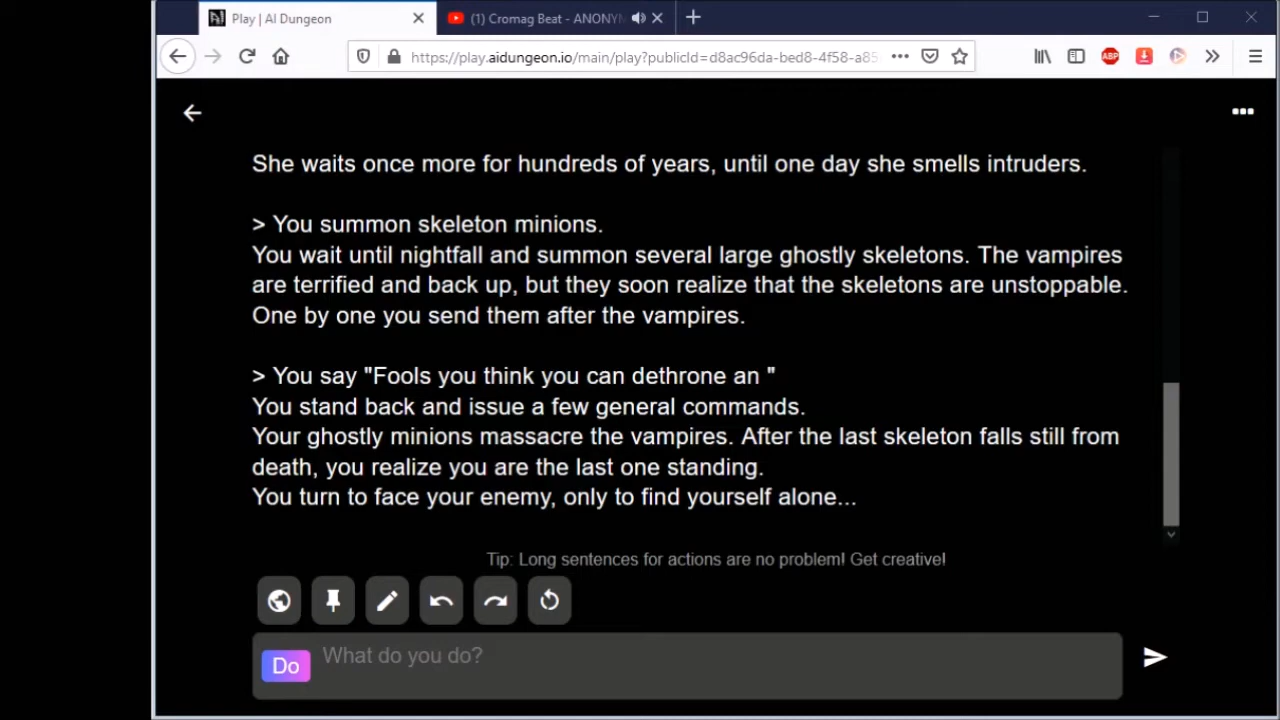 Play | AI Dungeon
(1) Cromag Beat - ANONYM
https://play.aidungeon.io/main/play?publicId=d8ac96da-bed8-4f58-a85
ABP
She waits once more for hundreds of years, until one day she smells intruders.
> You summon skeleton minions.
You wait until nightfall and summon several large ghostly skeletons. The vampires
are terrified and back up, but they soon realize that the skeletons are unstoppable.
One by one you send them after the vampires.
> You say "Fools you think you can dethrone an "
You stand back and issue a few general commands.
Your ghostly minions massacre the vampires. After the last skeleton falls still from
death, you realize you are the last one standing.
You turn to face your enemy, only to find yourself alone...
Tip: Long sentences for actions are no problem! Get creative!
Do What do you do?